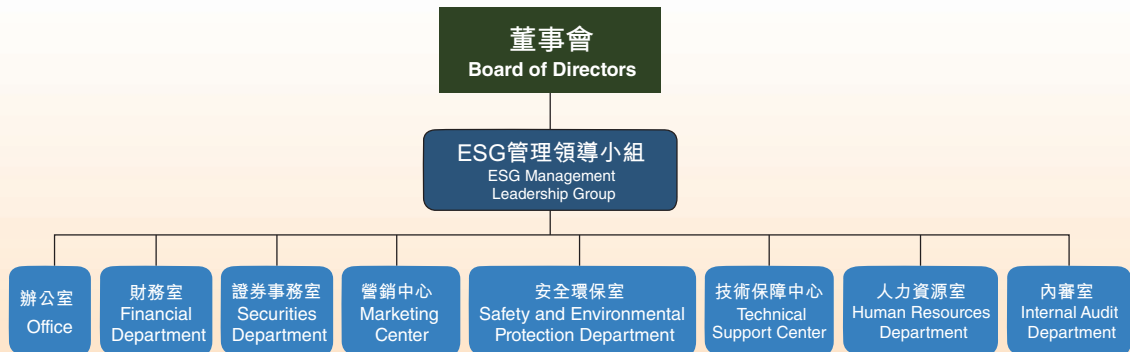 董事會
Board of Directors
ESG管理領導小組
ESG Management
Leadership Group
辦公室
Office
財務室
Financial
Department
證券事務室
Securities
Department
營銷中心
Marketing
Center
安全環保室
Safety and Environmental
Protection Department
技術保障中心
Technical
Support Center
人力資源室
Human Resources
Department
內審室
Internal Audit
Department